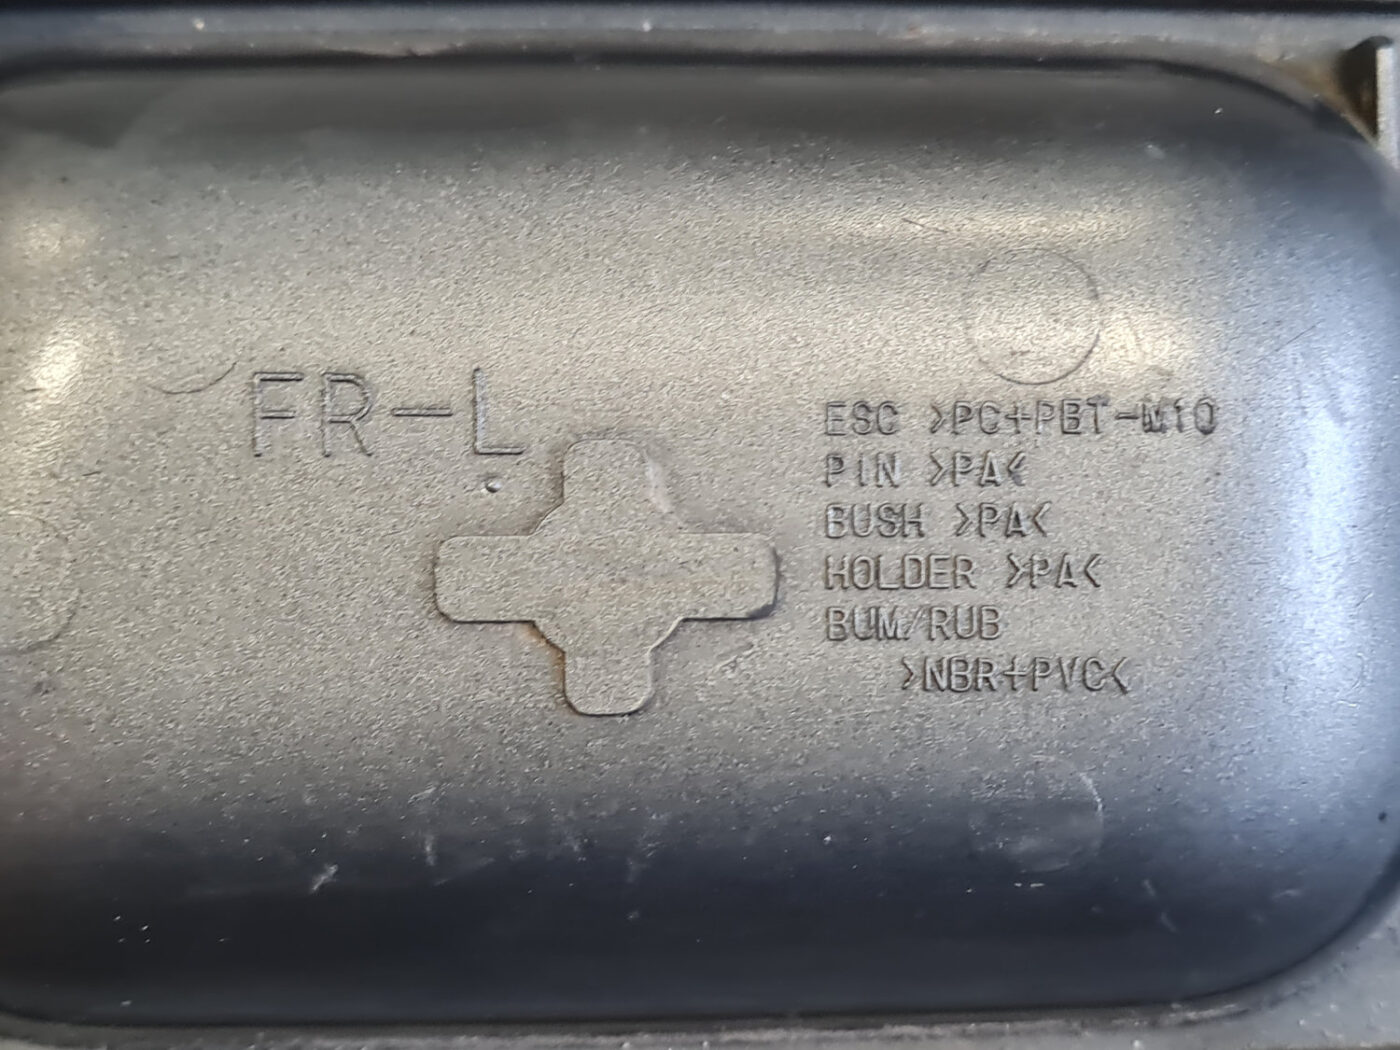 FR-L
ESC >PC+PBT-M10
PIN >PA<
BUSH >PA<
HOLDER >PA<
BUM/RUB
>NBR+PVC<